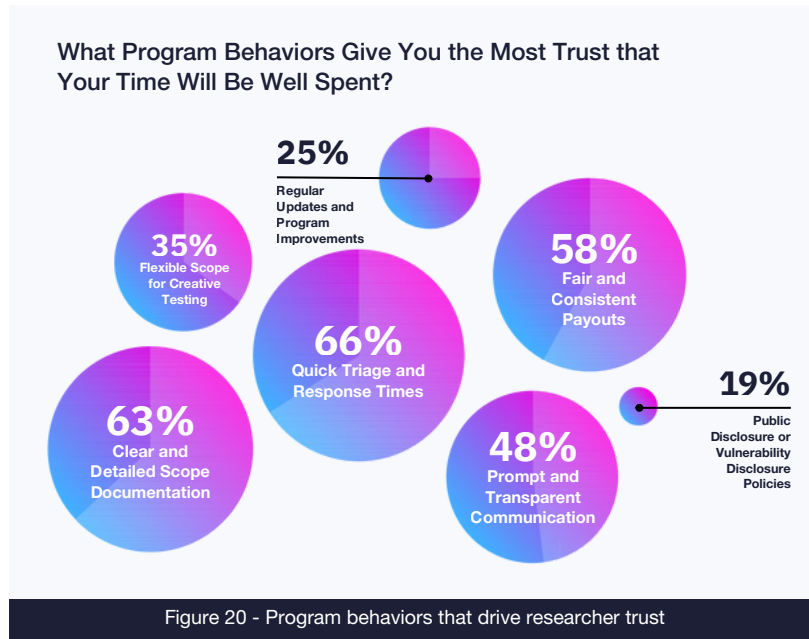 What Program Behaviors Give You the Most Trust that
Your Time Will Be Well Spent?
25%
Regular
Updates and
Program
Improvements
35%
Flexible Scope
for Creative
Testing
58%
Fair and
Consistent
Payouts
66%
Quick Triage and
Response Times
63%
Clear and
Detailed Scope
Documentation
19%
Public
Disclosure or
Vulnerability
Disclosure
Policies
48%
Prompt and
Transparent
Communication
Figure 20 - Program behaviors that drive researcher trust